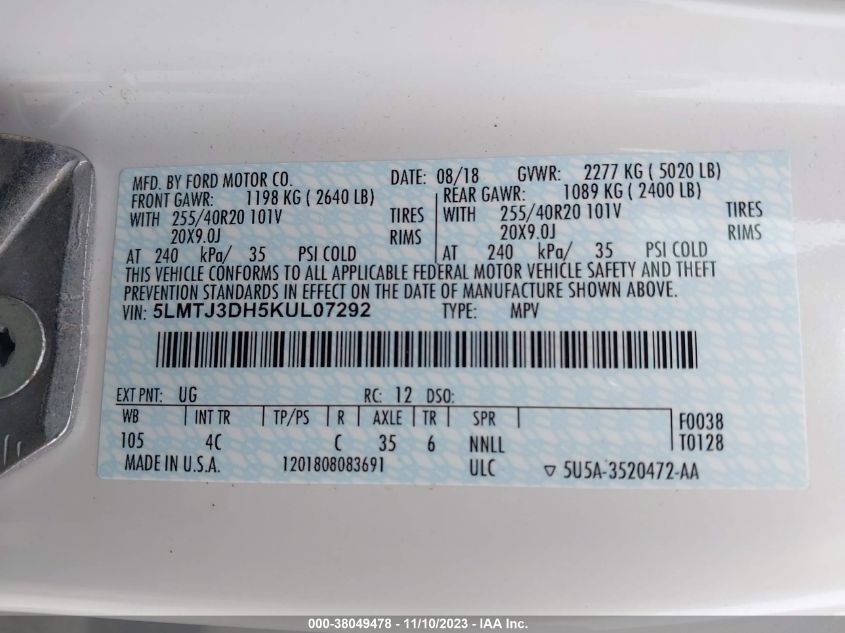 MFD. BY FORD MOTOR CO. DATE: 08/18 GVWR: 2277 KG ( 5020 LB)
FRONT GAWR: 1198 KG ( 2640 LB) REAR GAWR: 1089 KG ( 2400 LB)
WITH 255/40R20 101V TIRES WITH 255/40R20 101V TIRES
20X9.0J RIMS 20X9.0J RIMS
AT 240 kPa/ 35 PSI COLD AT 240 kPa/ 35 PSI COLD
THIS VEHICLE CONFORMS TO ALL APPLICABLE FEDERAL MOTOR VEHICLE SAFETY AND THEFT
PREVENTION STANDARDS IN EFFECT ON THE DATE OF MANUFACTURE SHOWN ABOVE.
VIN: 5LMTJ3DH5KUL07292 TYPE: MPV
EXT PNT: UG RC: 12 DSO:
WB INT TR TP/PS R AXLE TR SPR F0038
105 4C C 35 6 NNLL T0128
MADE IN U.S.A. 1201808083691 ULC ▽ 5U5A-3520472-AA
000-38049478 - 11/10/2023 - IAA Inc.